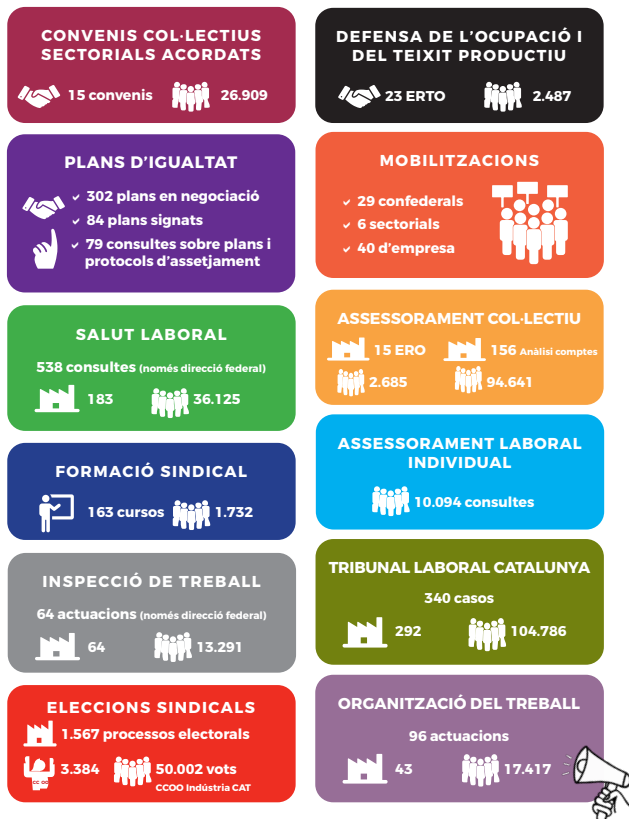 CONVENIS COL·LECTIUS
SECTORIALS ACORDATS
15 convenis 26.909
DEFENSA DE L'OCUPACIÓ I
DEL TEIXIT PRODUCTIU
23 ERTO 2.487
PLANS D'IGUALTAT
302 plans en negociació
84 plans signats
79 consultes sobre plans i
protocols d'assetjament
MOBILITZACIONS
29 confederals
6 sectorials
40 d'empresa
SALUT LABORAL
538 consultes (només direcció federal)
183 36.125
ASSESSORAMENT COL·LECTIU
15 ERO 156 Anàlisi comptes
2.685 94.641
FORMACIÓ SINDICAL
163 cursos 1.732
ASSESSORAMENT LABORAL
INDIVIDUAL
10.094 consultes
INSPECCIÓ DE TREBALL
64 actuacions (només direcció federal)
64 13.291
TRIBUNAL LABORAL CATALUNYA
340 casos
292 104.786
ELECCIONS SINDICALS
1.567 processos electorals
CC OO 3.384 50.002 vots
CCOO Indústria CAT
ORGANITZACIÓ DEL TREBALL
96 actuacions
43 17.417